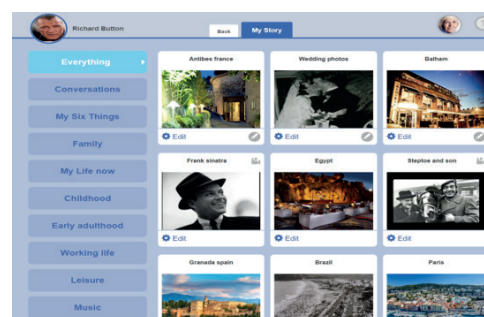 Richard Button
Back
My Story
Everything
Conversations
My Six Things
Family
My Life now
Childhood
Early adulthood
Working life
Leisure
Music
Antibes france
Wedding photos
Balham
Edit
Edit
Edit
Frank sinatra
Egypt
Steptoe and son
Edit
Edit
Edit
Granada spain
Brazil
Paris